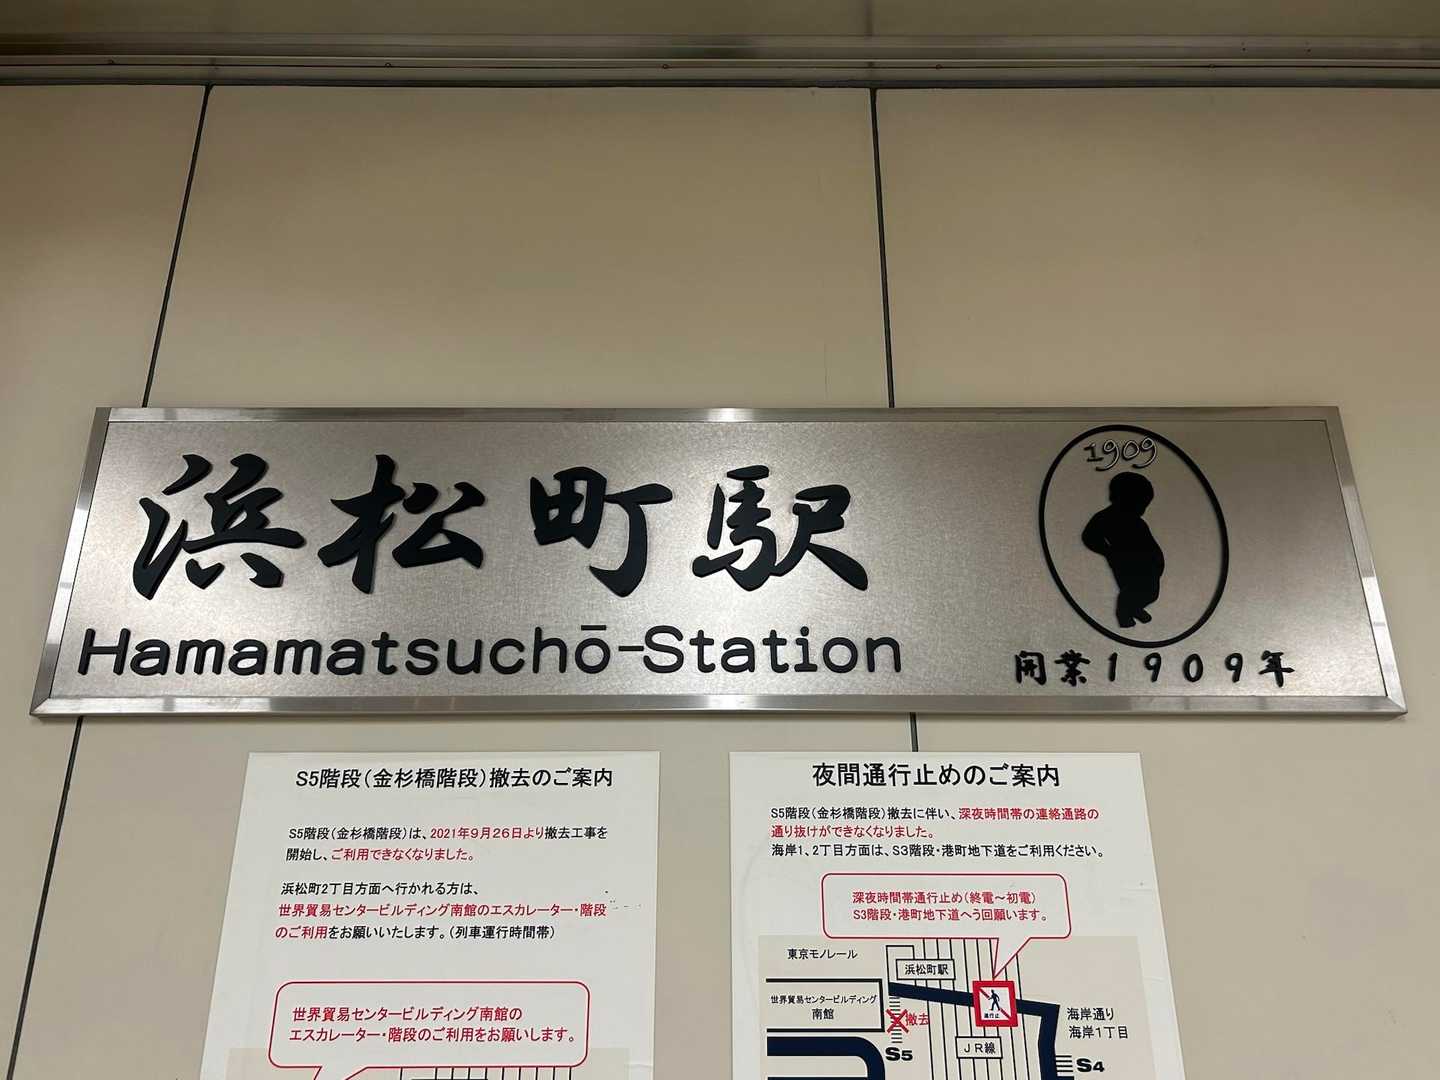 浜松町駅
Hamamatsuchō-Station
1909
開業1909年
S5階段(金杉橋階段)撤去のご案内
S5階段(金杉橋階段)は、2021年9月26日より撤去工事を
開始し、ご利用できなくなりました。
浜松町2丁目方面へ行かれる方は、
世界貿易センタービルディング南館のエスカレーター・階段
のご利用をお願いいたします。(列車運行時間帯)
世界貿易センタービルディング南館の
エスカレーター・階段のご利用をお願いします。
夜間通行止めのご案内
S5階段(金杉橋階段)撤去に伴い、深夜時間帯の連絡通路の
通り抜けができなくなりました。
海岸1、2丁目方面は、S3階段・港町地下道をご利用ください。
深夜時間帯通行止め(終電～初電)
S3階段・港町地下道へう回願います。
東京モノレール
浜松町駅
世界貿易センタービルディング
南館
撤去
通行止
海岸通り
海岸1丁目
JR線
S5
S4